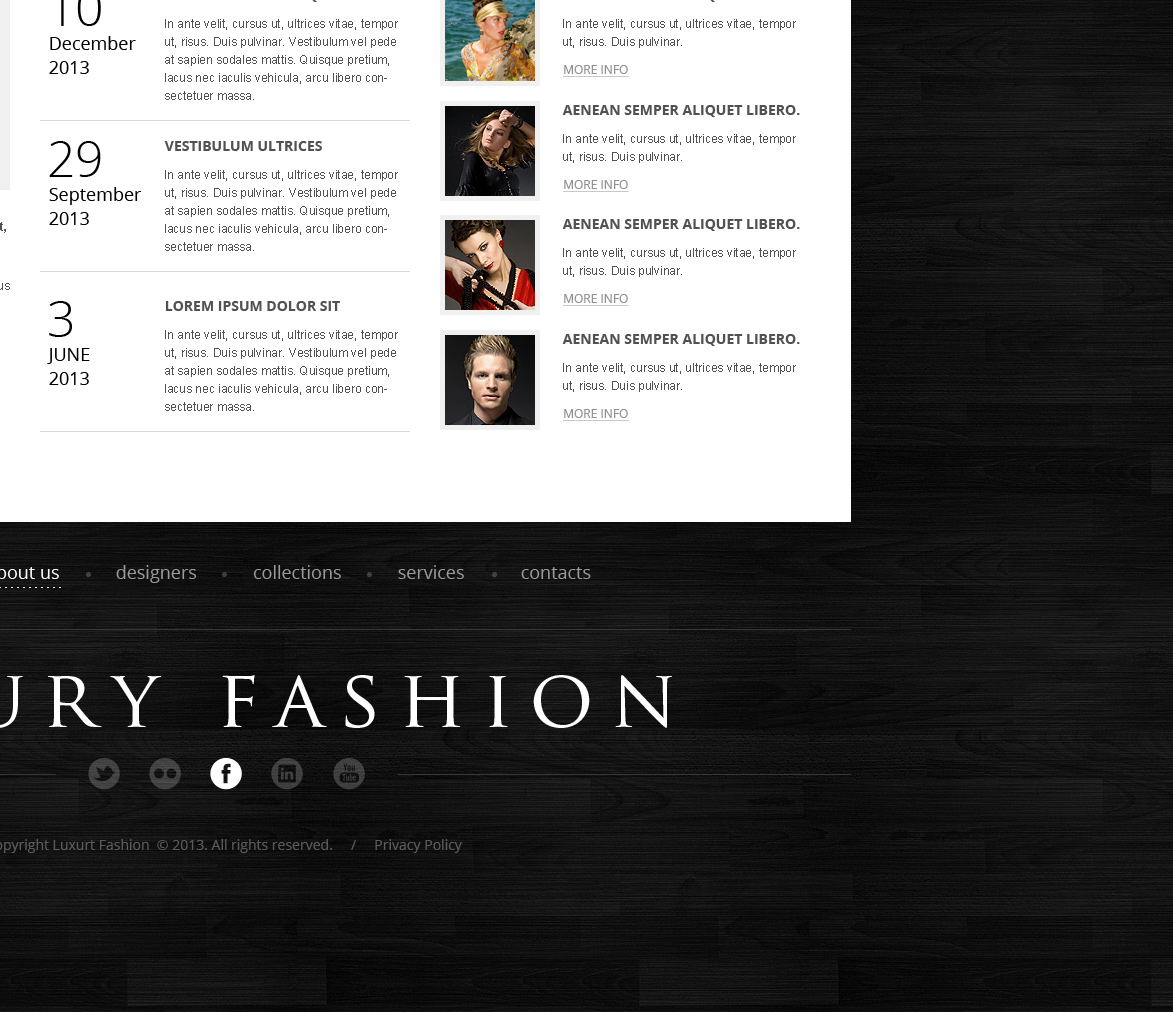 10
December
2013
In ante velit, cursus ut, ultrices vitae, tempor
ut, risus. Duis pulvinar. Vestibulum vel pede
at sapien sodales mattis. Quisque pretium,
lacus nec iaculis vehicula, arcu libero con-
sectetuer massa.
29
September
2013
VESTIBULUM ULTRICES
In ante velit, cursus ut, ultrices vitae, tempor
ut, risus. Duis pulvinar. Vestibulum vel pede
at sapien sodales mattis. Quisque pretium,
lacus nec iaculis vehicula, arcu libero con-
sectetuer massa.
3
JUNE
2013
LOREM IPSUM DOLOR SIT
In ante velit, cursus ut, ultrices vitae, tempor
ut, risus. Duis pulvinar. Vestibulum vel pede
at sapien sodales mattis. Quisque pretium,
lacus nec iaculis vehicula, arcu libero con-
sectetuer massa.
In ante velit, cursus ut, ultrices vitae, tempor
ut, risus. Duis pulvinar.
MORE INFO
AENEAN SEMPER ALIQUET LIBERO.
In ante velit, cursus ut, ultrices vitae, tempor
ut, risus. Duis pulvinar.
MORE INFO
AENEAN SEMPER ALIQUET LIBERO.
In ante velit, cursus ut, ultrices vitae, tempor
ut, risus. Duis pulvinar.
MORE INFO
AENEAN SEMPER ALIQUET LIBERO.
In ante velit, cursus ut, ultrices vitae, tempor
ut, risus. Duis pulvinar.
MORE INFO
bout us • designers • collections • services • contacts
URY FASHION
f in You Tube
opyright Luxurt Fashion © 2013. All rights reserved. / Privacy Policy